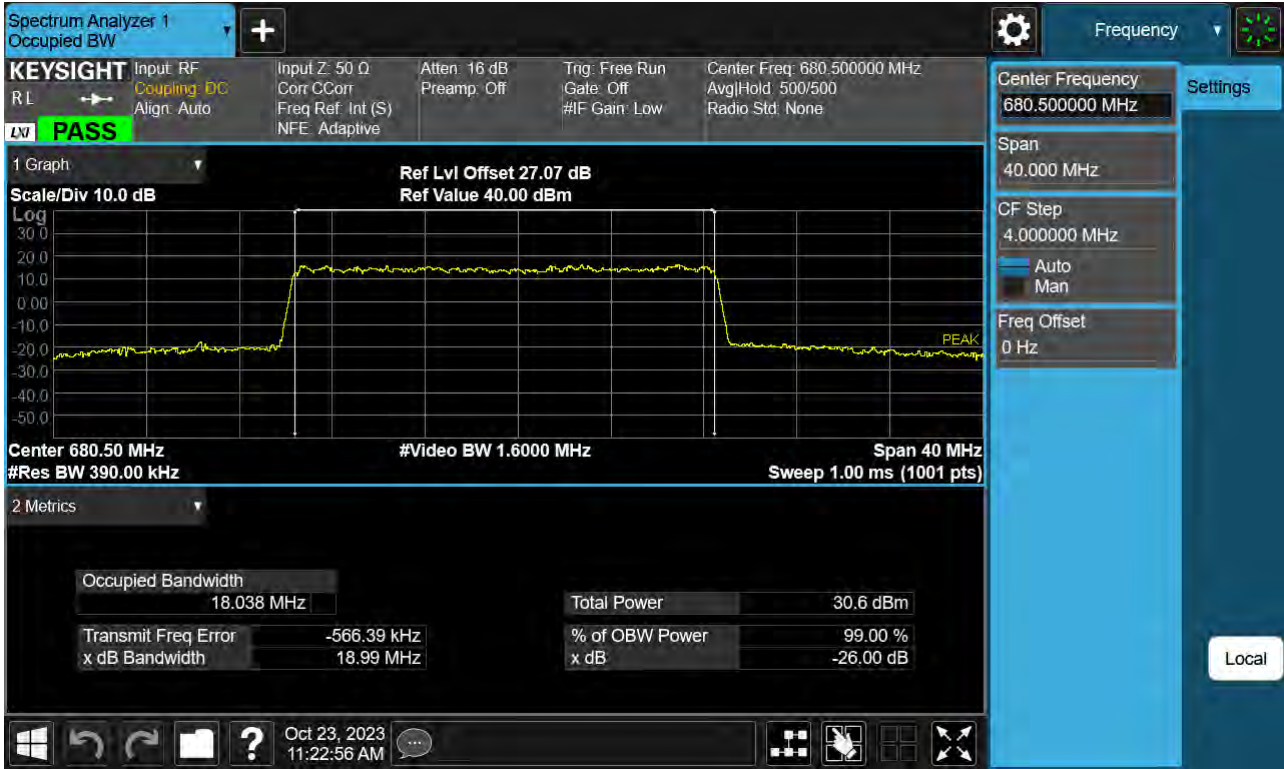 Spectrum Analyzer 1
Occupied BW
+
Frequency
KEYSIGHT
RL
LXI
PASS
Input: RF
Coupling: DC
Align: Auto
Input Z: 50 Ω
Corr CCorr
Freq Ref: Int (S)
NFE: Adaptive
Atten: 16 dB
Preamp: Off
Trig: Free Run
Gate: Off
#IF Gain: Low
Center Freq: 680.500000 MHz
Avg|Hold: 500/500
Radio Std: None
Center Frequency
680.500000 MHz
Settings
Span
40.000 MHz
CF Step
4.000000 MHz
Auto
Man
Freq Offset
0 Hz
Local
1 Graph
Scale/Div 10.0 dB
Ref Lvl Offset 27.07 dB
Ref Value 40.00 dBm
Log
30.0
20.0
10.0
0.00
-10.0
-20.0
-30.0
-40.0
-50.0
PEAK
Center 680.50 MHz
#Video BW 1.6000 MHz
Span 40 MHz
#Res BW 390.00 kHz
Sweep 1.00 ms (1001 pts)
2 Metrics
Occupied Bandwidth
18.038 MHz
Total Power 30.6 dBm
Transmit Freq Error -566.39 kHz
% of OBW Power 99.00 %
x dB Bandwidth 18.99 MHz
x dB -26.00 dB
?
Oct 23, 2023
11:22:56 AM